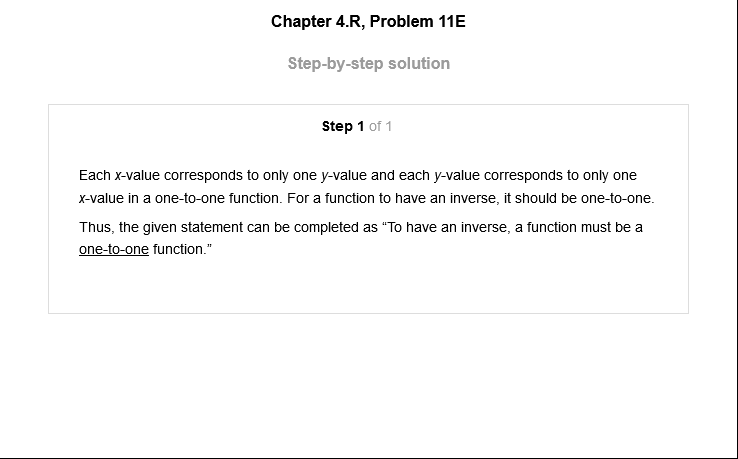 Chapter 4.R, Problem 11E
Step-by-step solution
Step 1 of 1
Each x-value corresponds to only one y-value and each y-value corresponds to only one
x-value in a one-to-one function. For a function to have an inverse, it should be one-to-one.
Thus, the given statement can be completed as “To have an inverse, a function must be a
one-to-one function.”